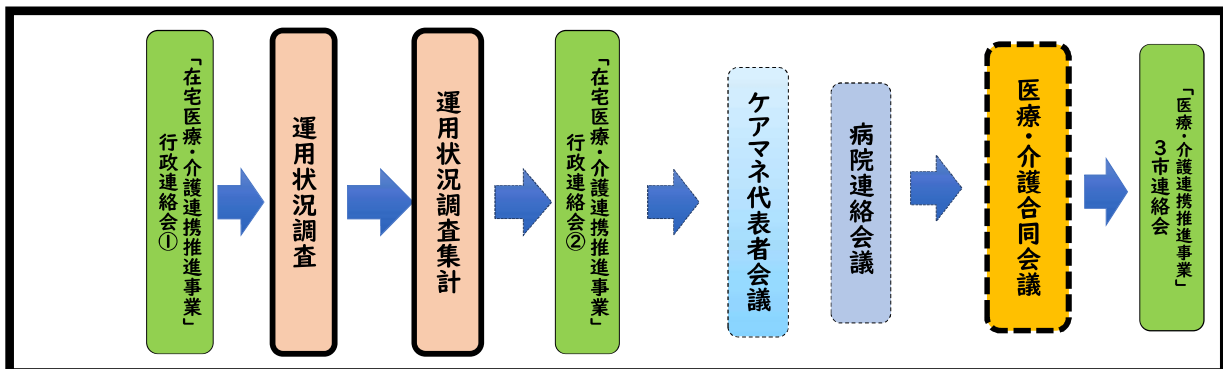 「在宅医療・介護連携推進事業」
行政連絡会①
運用状況調査
運用状況調査集計
「在宅医療・介護連携推進事業」
行政連絡会②
ケアマネ代表者会議
病院連絡会議
医療・介護合同会議
「医療・介護連携推進事業」
3市連絡会